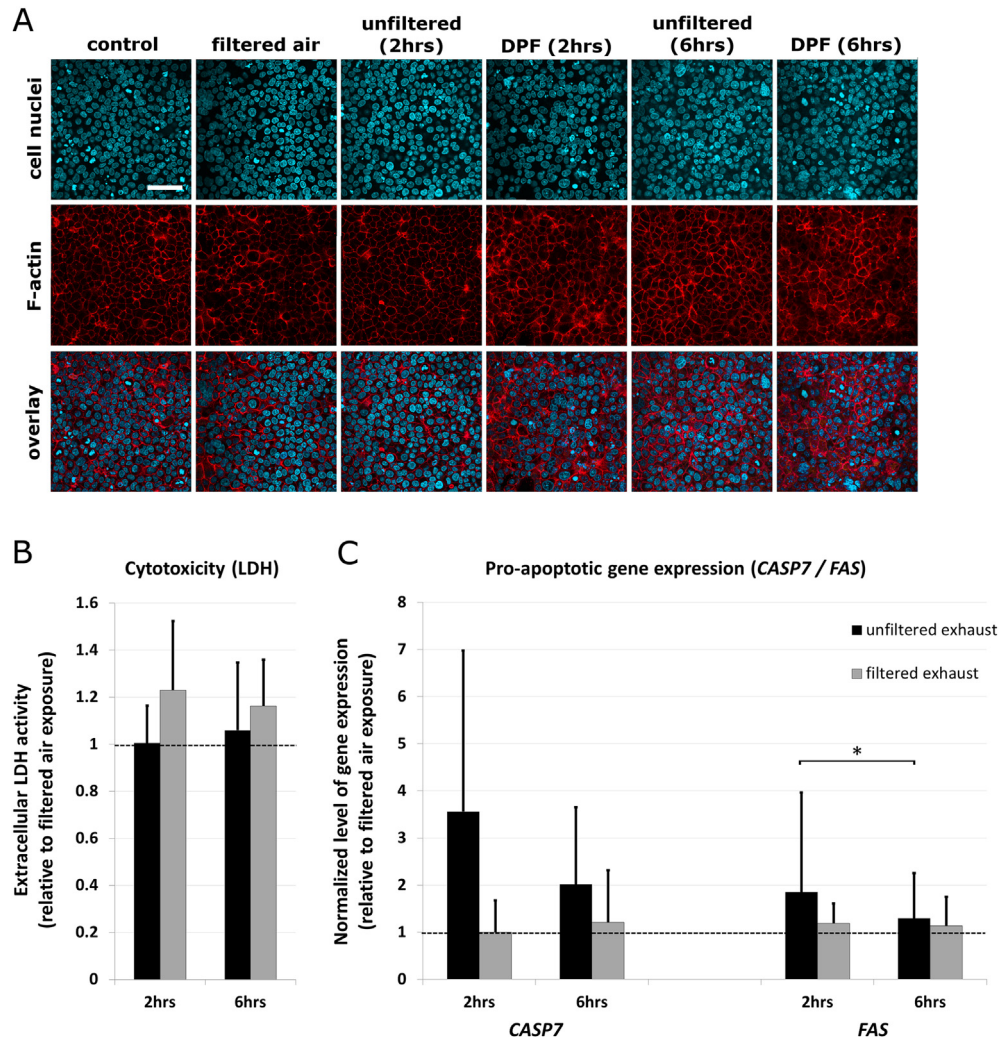 A
control
filtered air
unfiltered
(2hrs)
DPF (2hrs)
unfiltered
(6hrs)
DPF (6hrs)
cell nuclei
F-actin
overlay
B
Cytotoxicity (LDH)
Extracellular LDH activity
(relative to filtered air exposure)
1.6
1.4
1.2
1
0.8
0.6
0.4
0.2
0
2hrs
6hrs
C
Pro-apoptotic gene expression (CASP7 / FAS)
Normalized level of gene expression
(relative to filtered air exposure)
8
7
6
5
4
3
2
1
0
unfiltered exhaust
filtered exhaust
*
2hrs
6hrs
2hrs
6hrs
CASP7
FAS